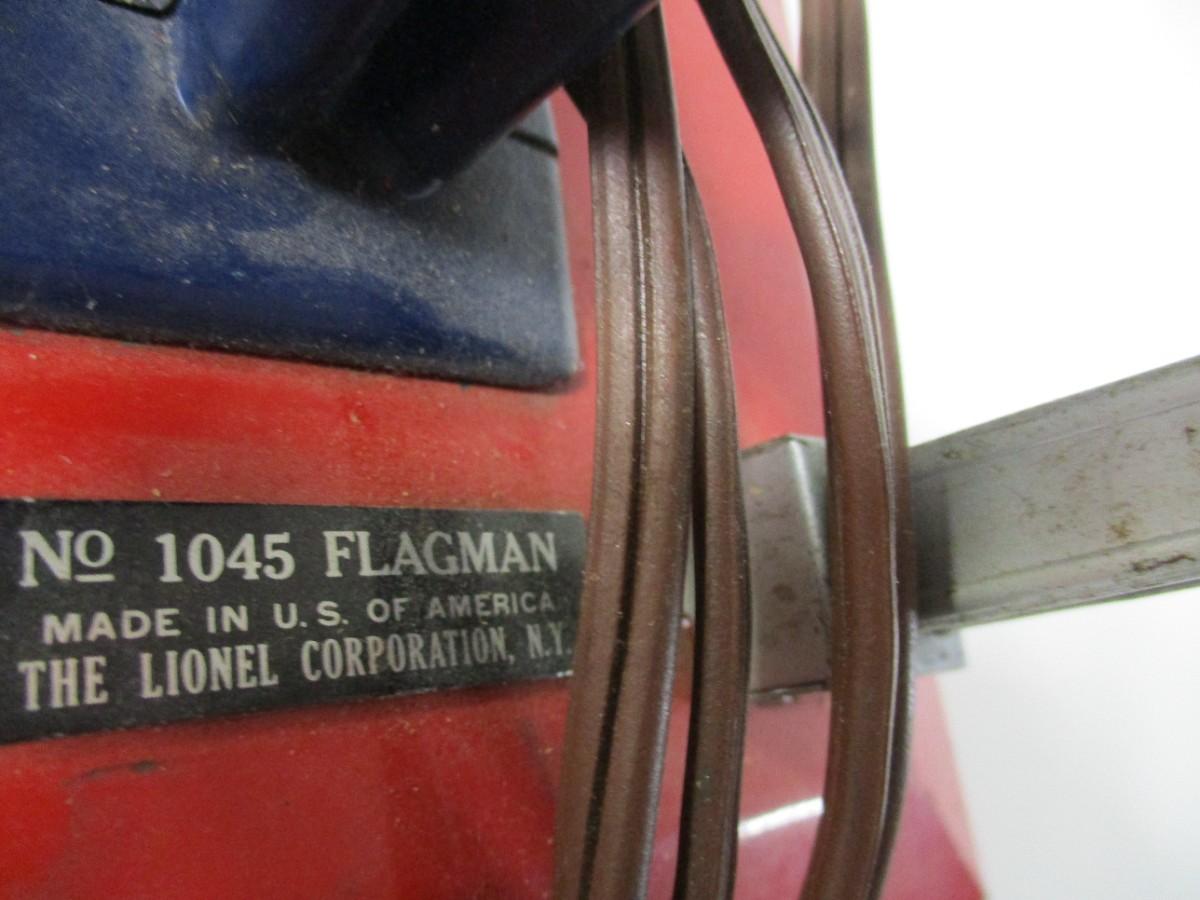 No 1045 FLAGMAN
MADE IN U.S. OF AMERICA
THE LIONEL CORPORATION, N.Y.